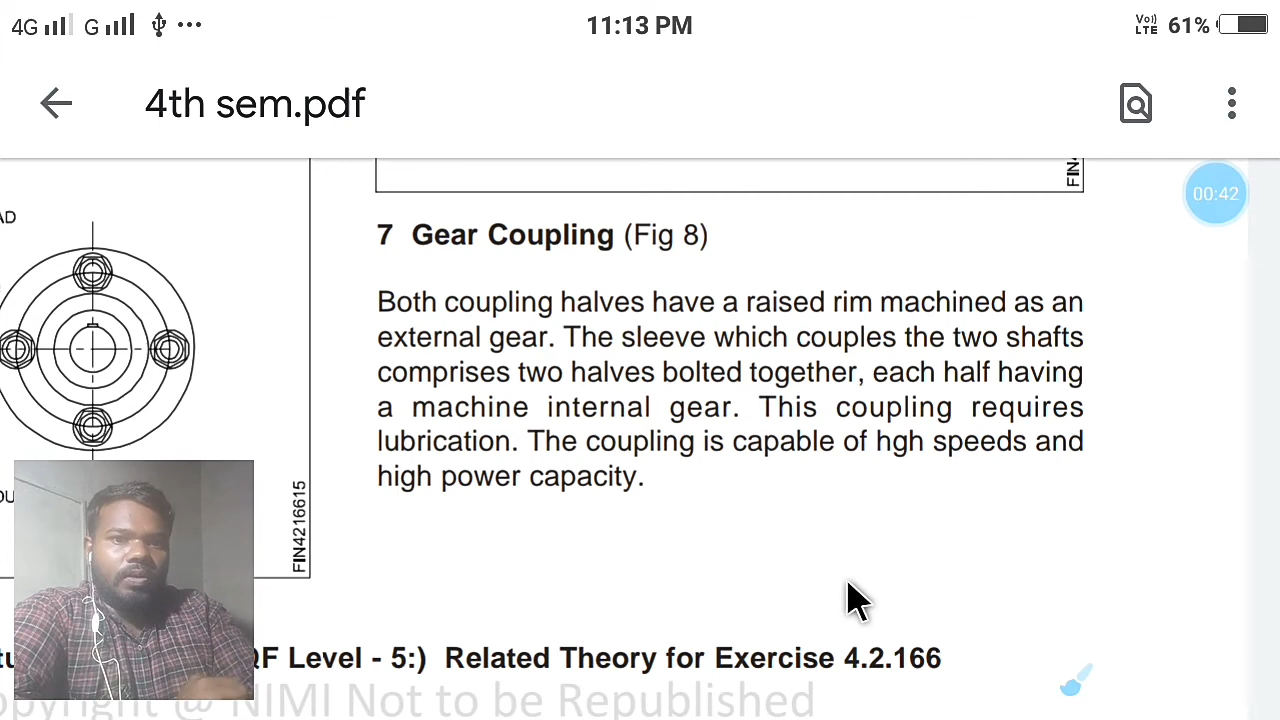 4G G 11:13 PM Vo) LTE 61%
4th sem.pdf
00:42
AD
7 Gear Coupling (Fig 8)
Both coupling halves have a raised rim machined as an
external gear. The sleeve which couples the two shafts
comprises two halves bolted together, each half having
a machine internal gear. This coupling requires
lubrication. The coupling is capable of hgh speeds and
high power capacity.
FIN4216615
QF Level - 5:) Related Theory for Exercise 4.2.166
opyright @ NIMI Not to be Republished